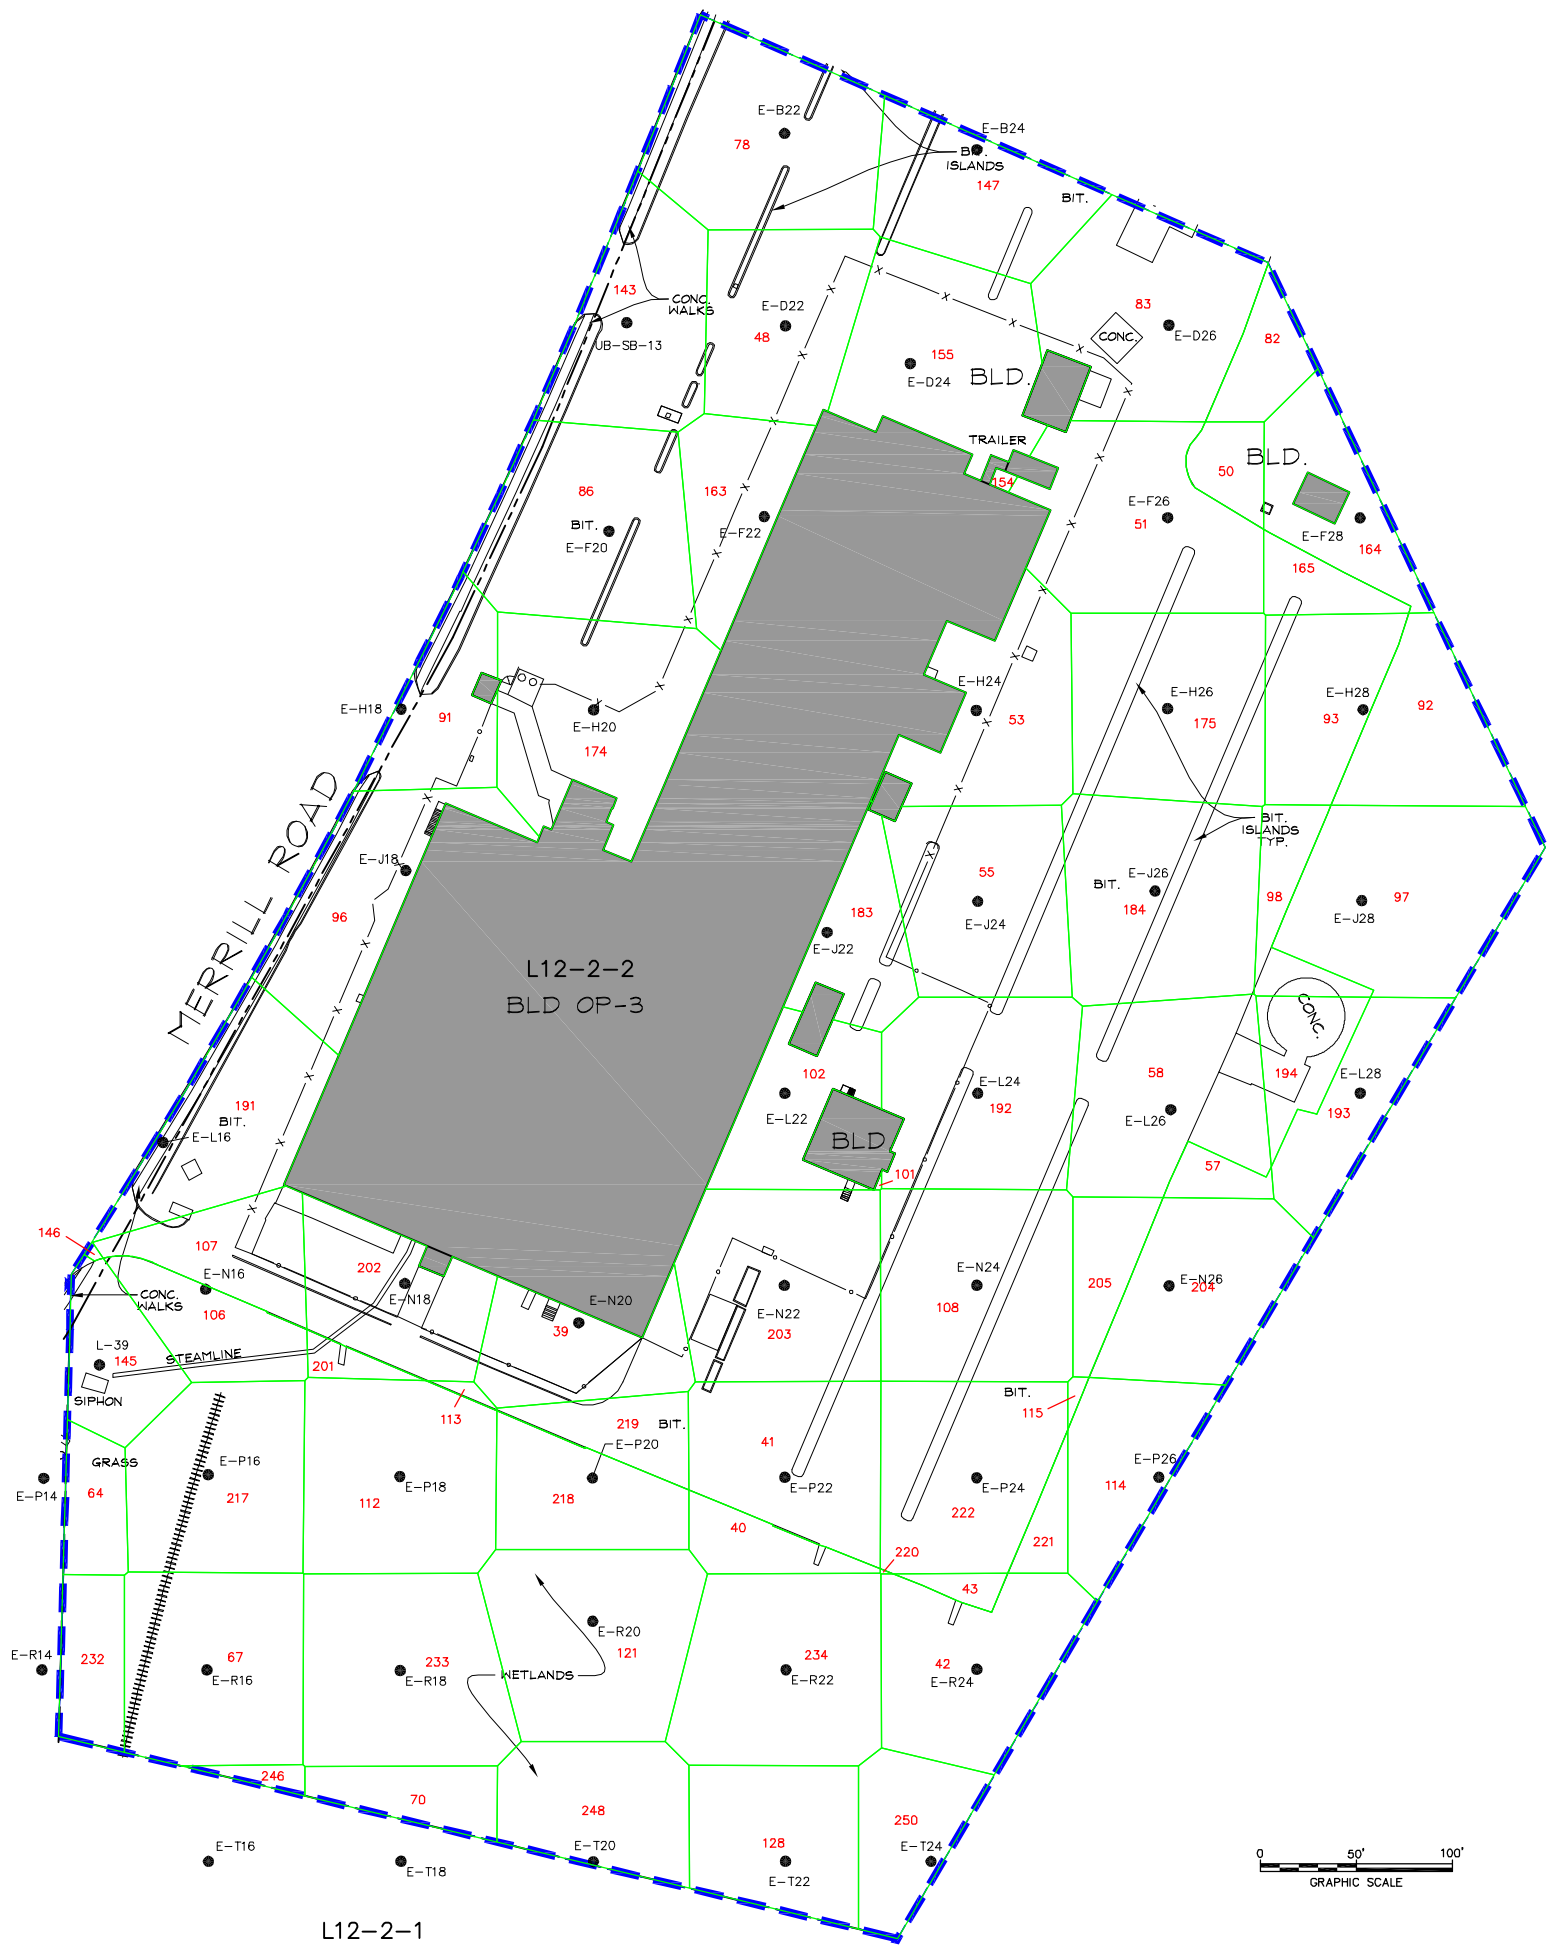 E-B22
E-B24
78
BIT.
ISLANDS
147
BIT.
143
CONC.
WALKS
E-D22
83
UB-SB-13
48
155
E-D24
CONC.
E-D26
82
BLD.
TRAILER
BLD.
50
86
163
154
E-F26
51
BIT.
E-F20
E-F22
E-F28
164
165
E-H18
91
E-H20
174
E-H24
53
E-H26
175
E-H28
93
92
MERRILL ROAD
BIT.
ISLANDS
TYP.
E-J18
96
55
E-J26
BIT.
184
98
97
183
E-J22
E-J24
E-J28
L12-2-2
BLD OP-3
CONC.
102
E-L22
E-L24
192
58
E-L26
194
E-L28
193
191
BIT.
E-L16
BLD
101
57
146
107
202
E-N16
106
E-N18
E-N20
39
E-N22
203
E-N24
108
205
E-N26
204
CONC.
WALKS
L-39
145
STEAMLINE
201
SIPHON
113
219
BIT.
BIT.
115
GRASS
E-P14
64
E-P16
217
E-P18
112
E-P20
218
41
E-P22
40
E-P24
222
E-P26
114
221
220
43
E-R14
232
67
E-R16
233
E-R18
WETLANDS
E-R20
121
234
E-R22
42
E-R24
246
70
248
128
250
E-T16
E-T18
E-T20
E-T22
E-T24
0 50' 100'
GRAPHIC SCALE
L12-2-1